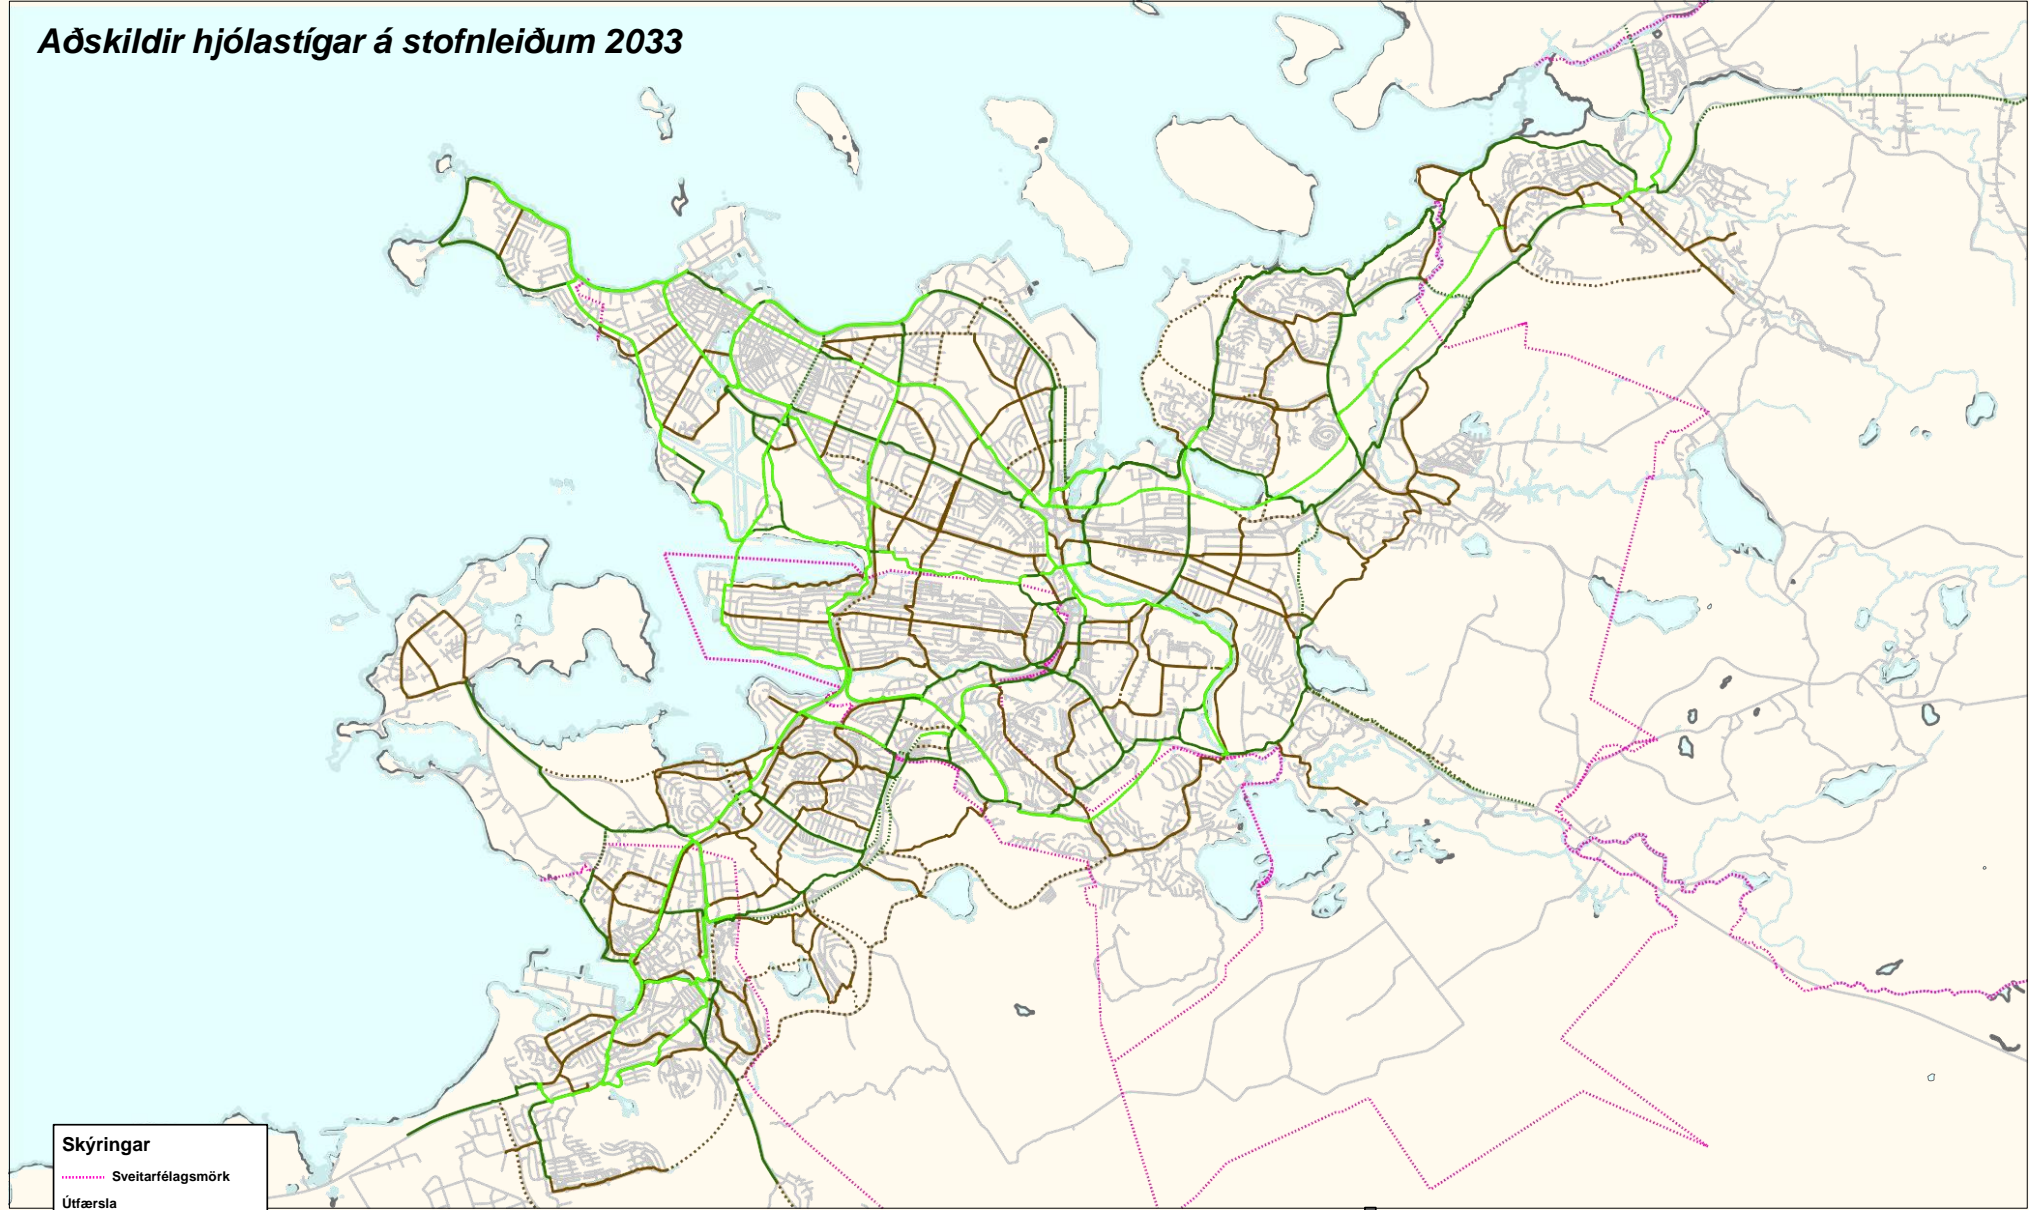 Aðskildir hjólastígar á stofnleiðum 2033
Skýringar
Sveitarfélagsmörk
Útfærsla